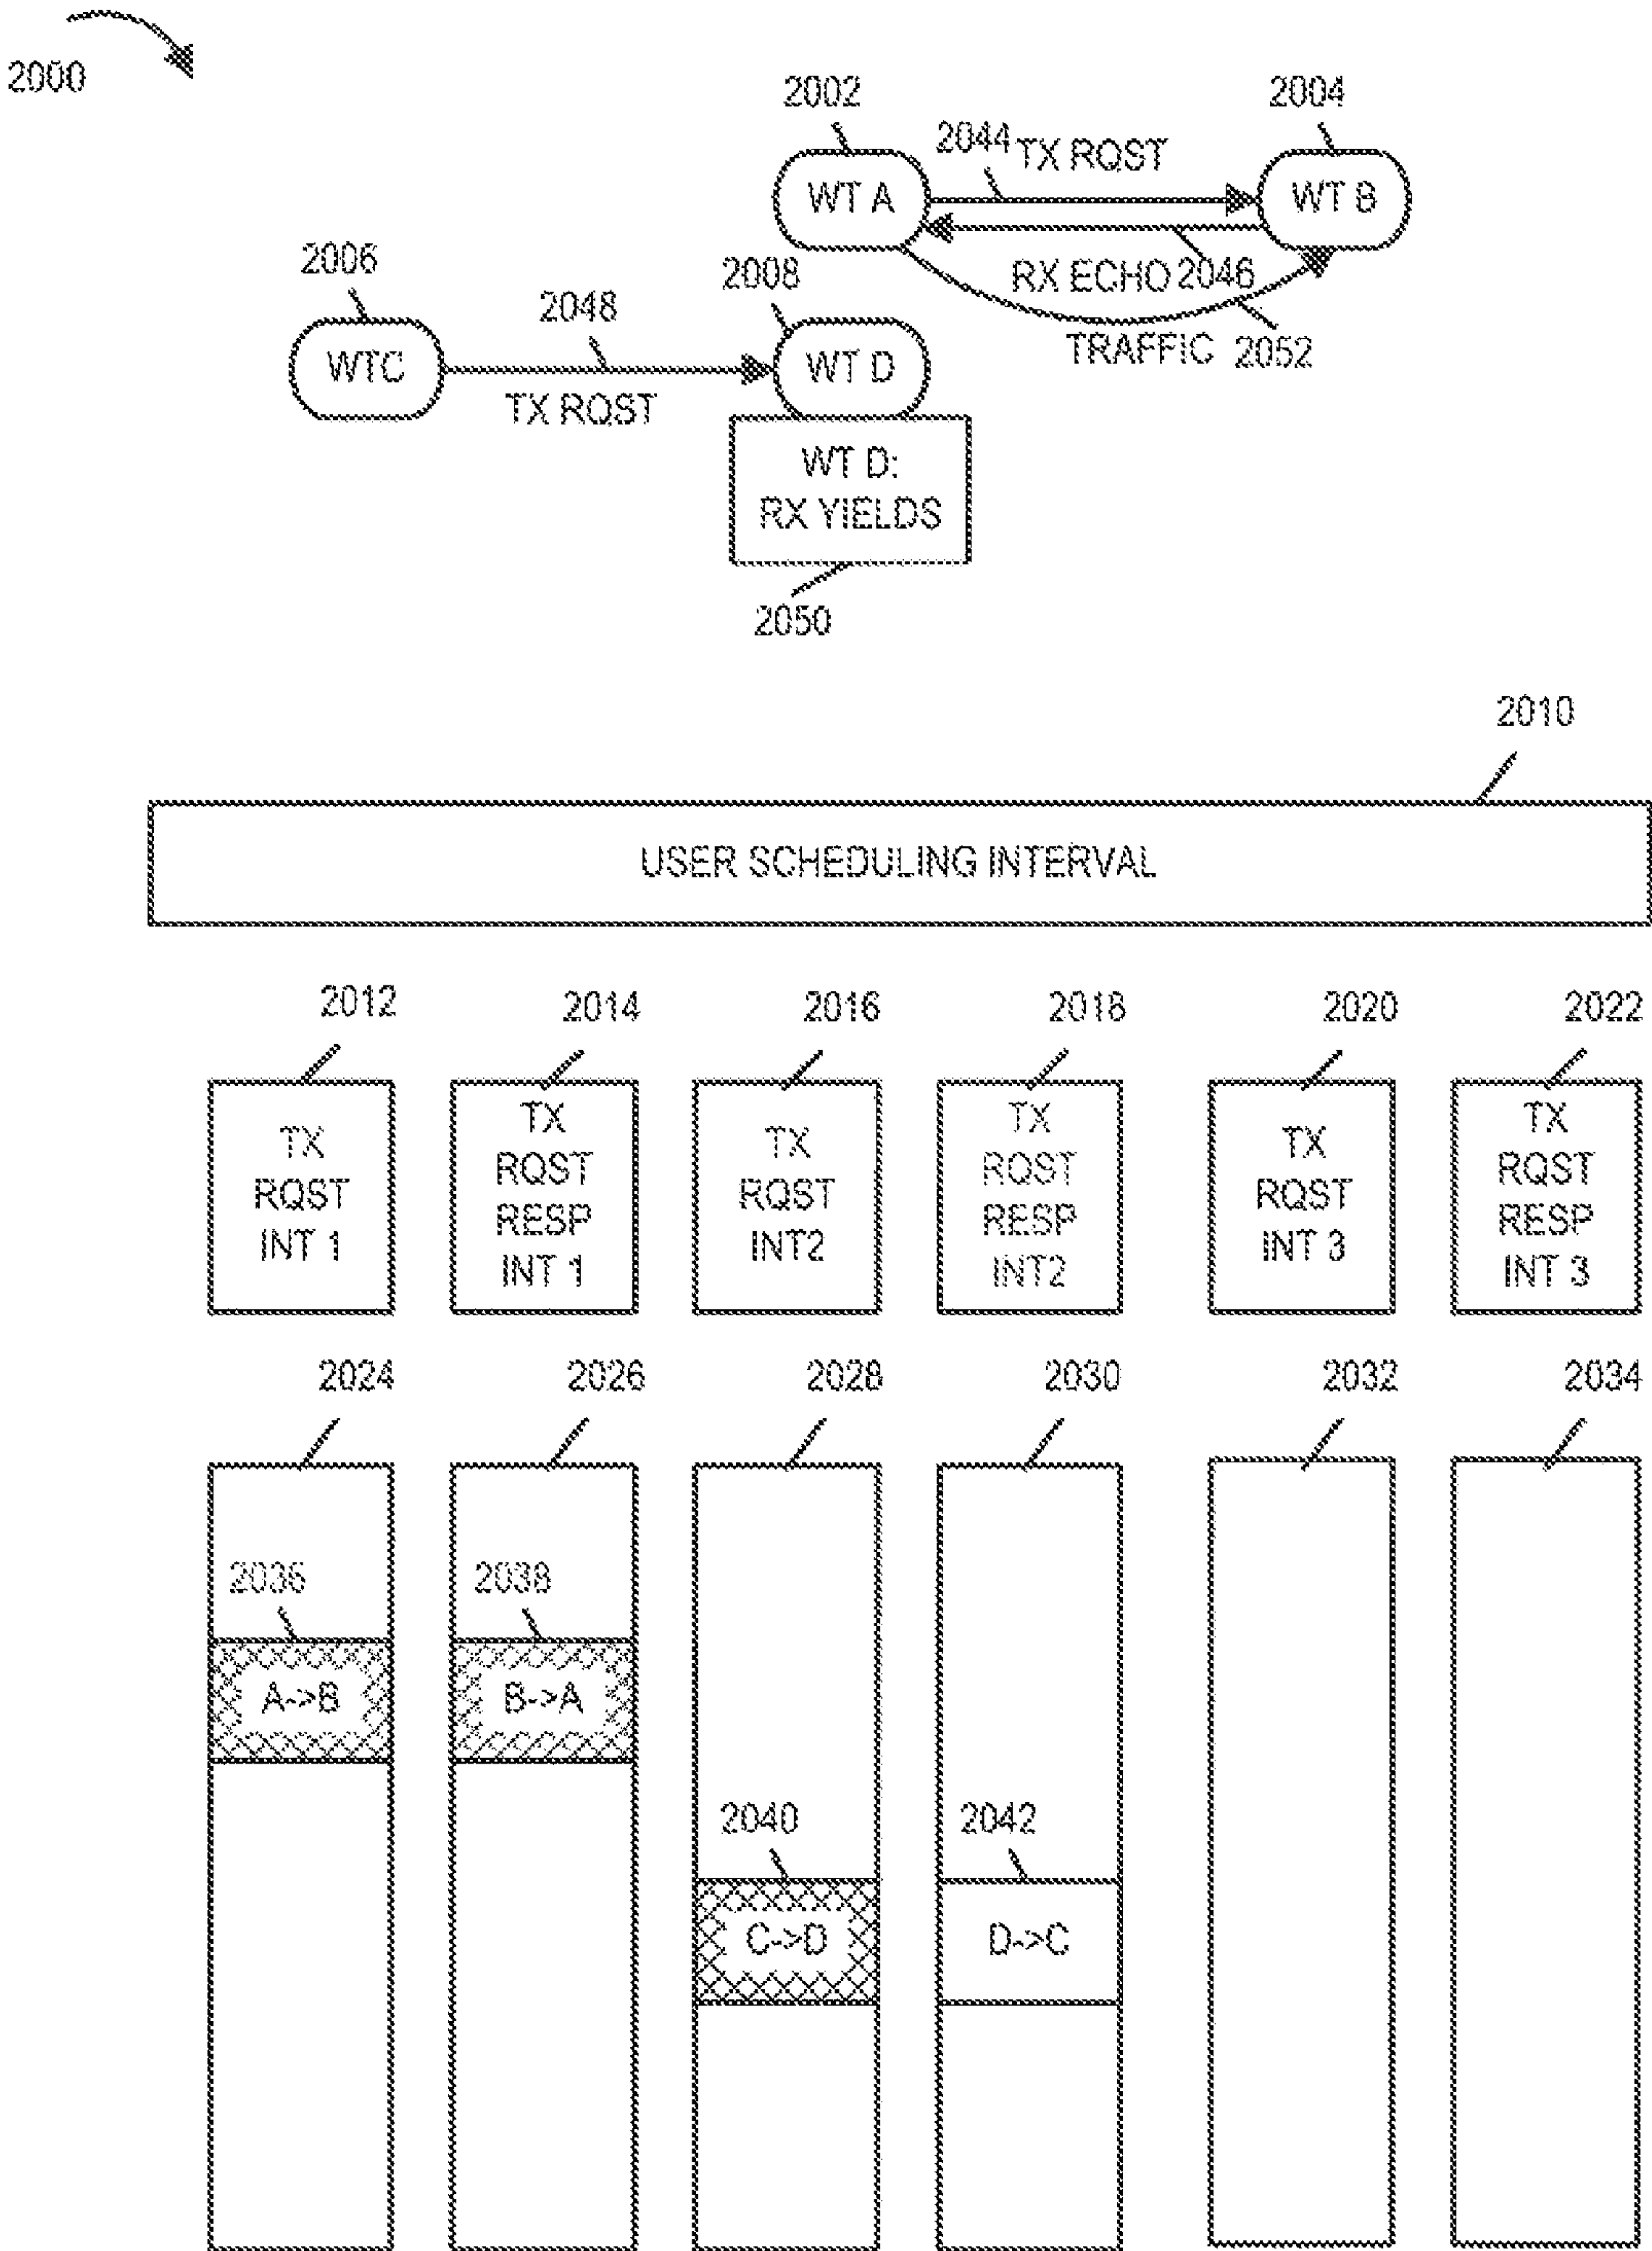 2000
2002
2004
2044 TX RQST
WT A
WT B
2006
2008
RX ECHO 2046
2048
WTC
WT D
TRAFFIC 2052
TX RQST
WT D:
RX YIELDS
2050
2010
USER SCHEDULING INTERVAL
2012
2014
2016
2018
2020
2022
TX
RQST
INT 1
TX
RQST
RESP
INT 1
TX
RQST
INT2
TX
RQST
RESP
INT2
TX
RQST
INT 3
TX
RQST
RESP
INT 3
2024
2026
2028
2030
2032
2034
2036
2038
A->B
B->A
2040
2042
C->D
D->C